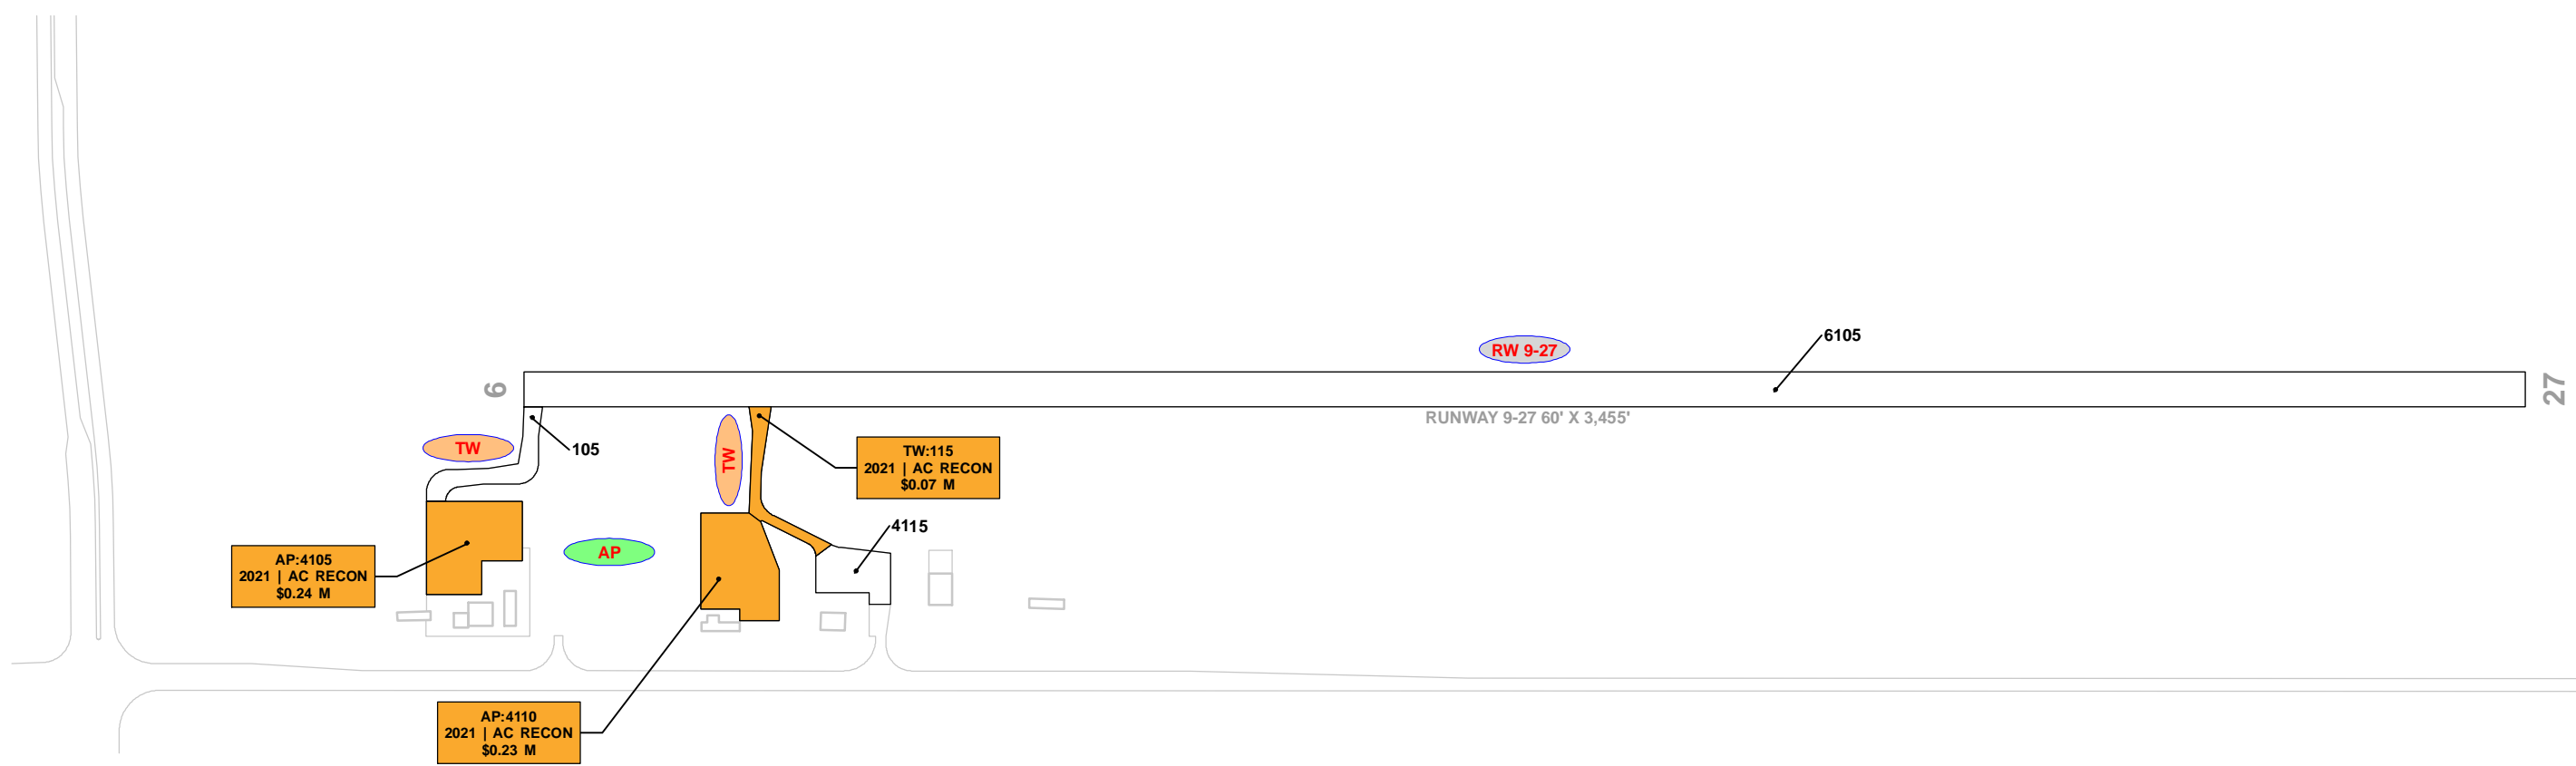 RW 9-27
6105
9
27
RUNWAY 9-27 60' X 3,455'
TW
105
TW
TW:115
2021 | AC RECON
$0.07 M
4115
AP
AP:4105
2021 | AC RECON
$0.24 M
AP:4110
2021 | AC RECON
$0.23 M